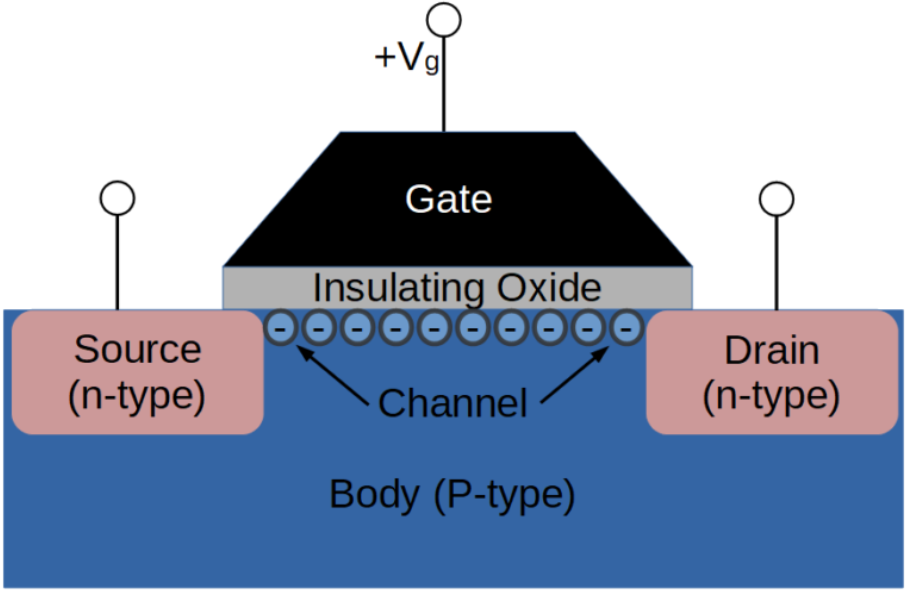 +Vg
Gate
Insulating Oxide
- - - - - - - - - -
Source
(n-type)
Drain
(n-type)
Channel
Body (P-type)